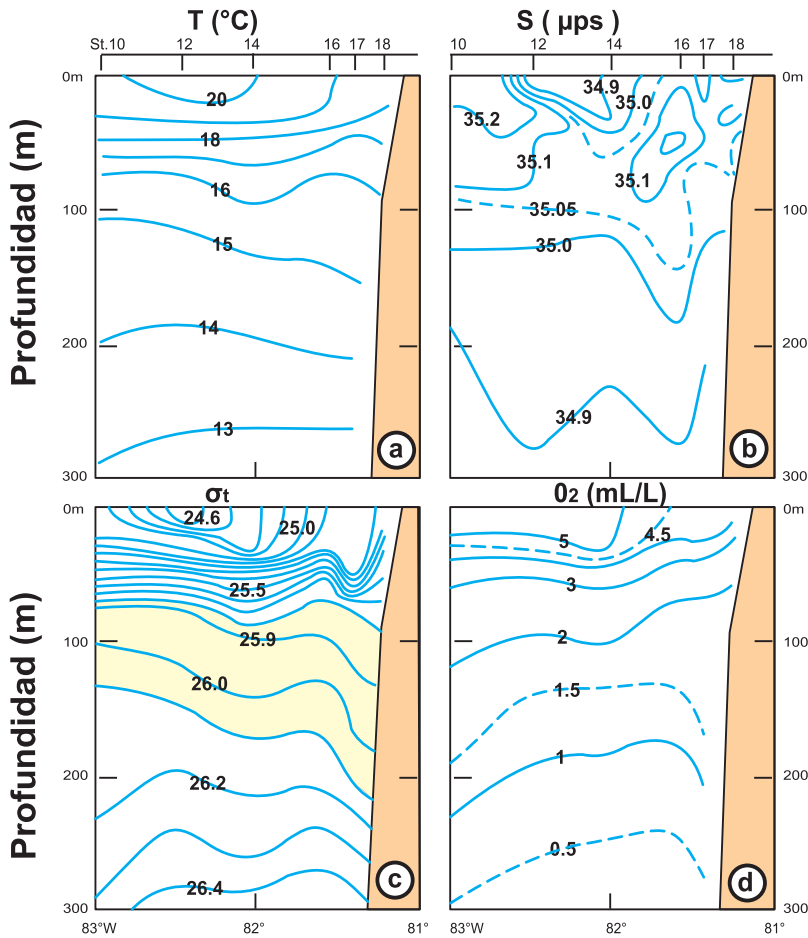 T (°C)
S ( µps )
St.10 12 14 16 17 18
10 12 14 16 17 18
0m
0m
20
34.9
35.0
35.2
18
35.1
16
35.1
Profundidad (m)
100
35.05
100
15
35.0
14
200
200
34.9
13
a
b
300
300
σt
O2 (mL/L)
0m
0m
24.6
25.0
4.5
5
25.5
3
Profundidad (m)
100
25.9
2
100
26.0
1.5
1
200
26.2
200
0.5
26.4
c
d
300
300
83°W 82° 81°
83°W 82° 81°